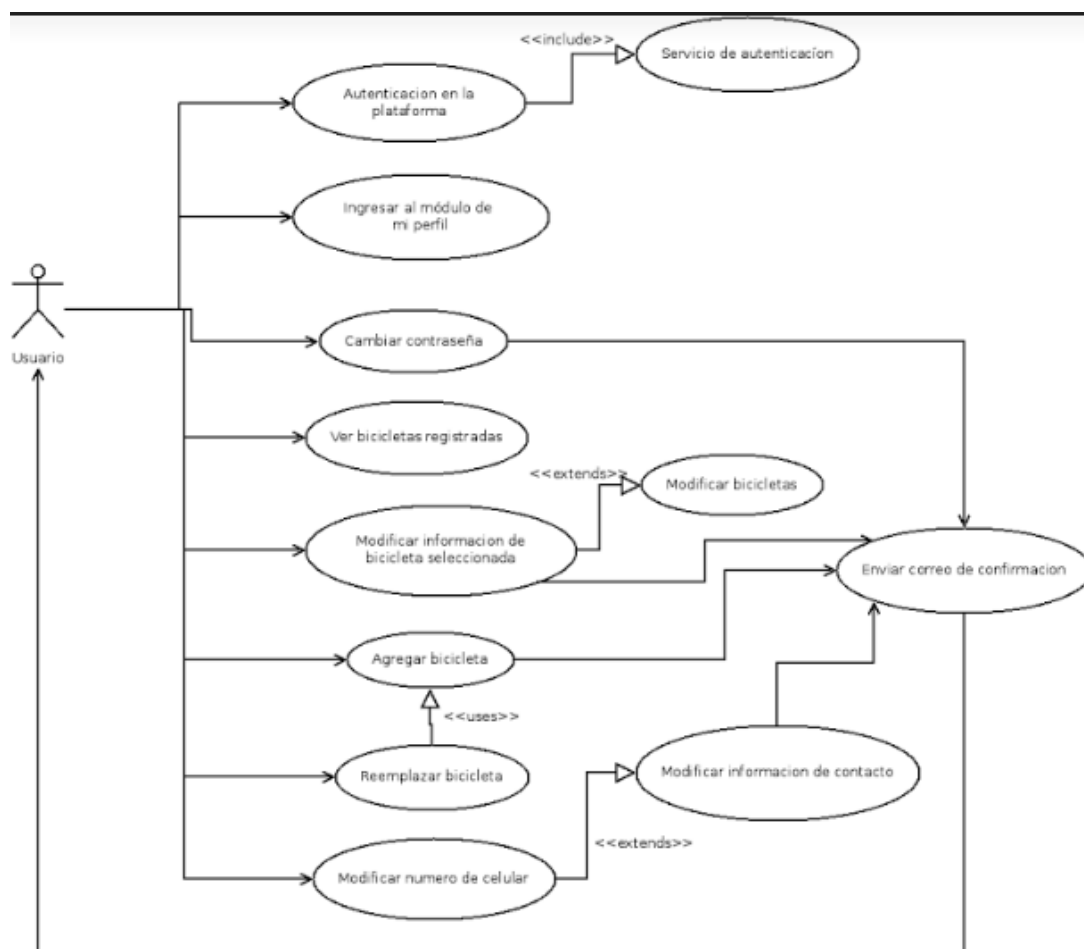 <<include>>
Servicio de autenticacíon
Autenticacion en la
plataforma
Ingresar al módulo de
mi perfil
Usuario
Cambiar contraseña
Ver bicicletas registradas
<<extends>>
Modificar bicicletas
Modificar informacion de
bicicleta seleccionada
Enviar correo de confirmacion
Agregar bicicleta
<<uses>>
Reemplazar bicicleta
Modificar informacion de contacto
<<extends>>
Modificar numero de celular